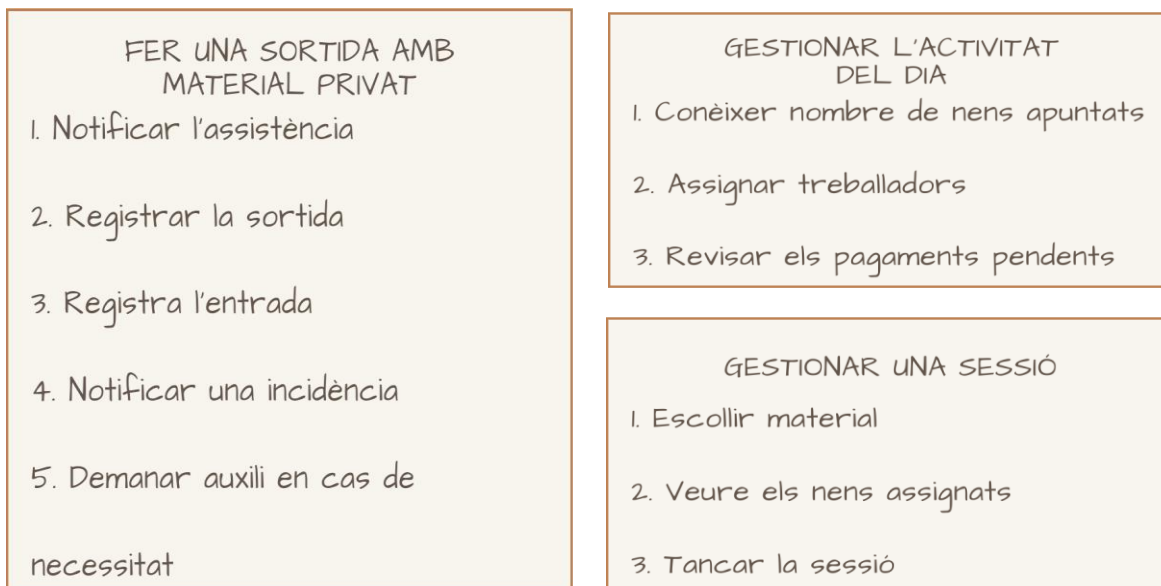 FER UNA SORTIDA AMB
MATERIAL PRIVAT
1. Notificar l'assistència
2. Registrar la sortida
3. Registra l'entrada
4. Notificar una incidència
5. Demanar auxili en cas de
necessitat
GESTIONAR L'ACTIVITAT
DEL DIA
1. Conèixer nombre de nens apuntats
2. Assignar treballadors
3. Revisar els pagaments pendents
GESTIONAR UNA SESSIÓ
1. Escollir material
2. Veure els nens assignats
3. Tancar la sessió